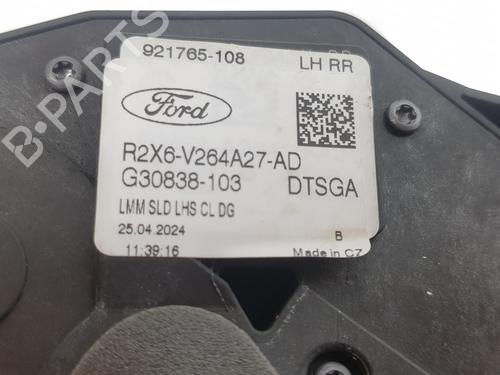 921765-108 LH RR
Ford
R2X6-V264A27-AD
G30838-103 DTSGA
LMM SLD LHS CL DG
25.04.2024 B
11:39:16 Made in CZ
B-PARTS